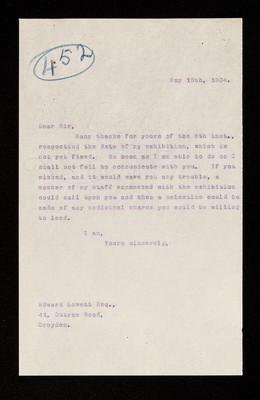 452
May 18th, 1904.
Dear Sir,
Many thanks for yours of the 6th inst.,
respecting the date of my exhibition, which is
not yet fixed. As soon as I am able to do so I
shall not fail to communicate with you. If you
wished, and it would save you any trouble, a
member of my staff connected with the exhibition
could call upon you and then a selection could be
made of any medicinal charms you would be willing
to lend.
I am,
Yours sincerely,
Edward Lovett Esq.,
41, Outram Road,
Croydon.